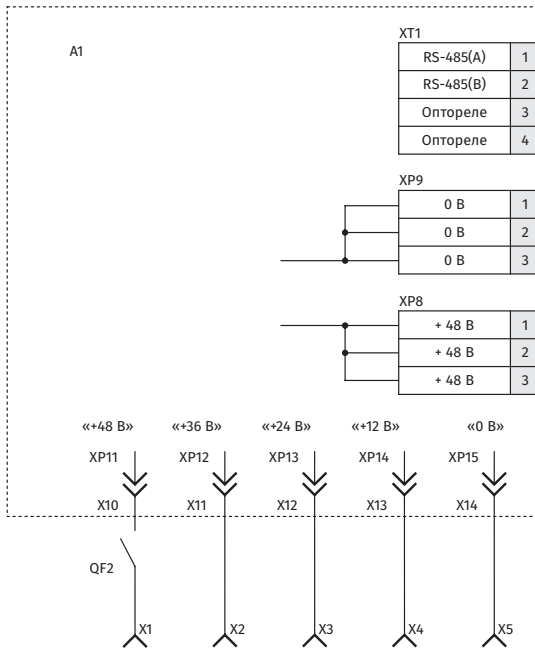 A1
XT1
RS-485(A) 1
RS-485(B) 2
Оптореле 3
Оптореле 4
XP9
0 В 1
0 В 2
0 В 3
XP8
+ 48 В 1
+ 48 В 2
+ 48 В 3
«+48 В» «+36 В» «+24 В» «+12 В» «0 В»
XP11 XP12 XP13 XP14 XP15
X10 X11 X12 X13 X14
QF2
X1 X2 X3 X4 X5